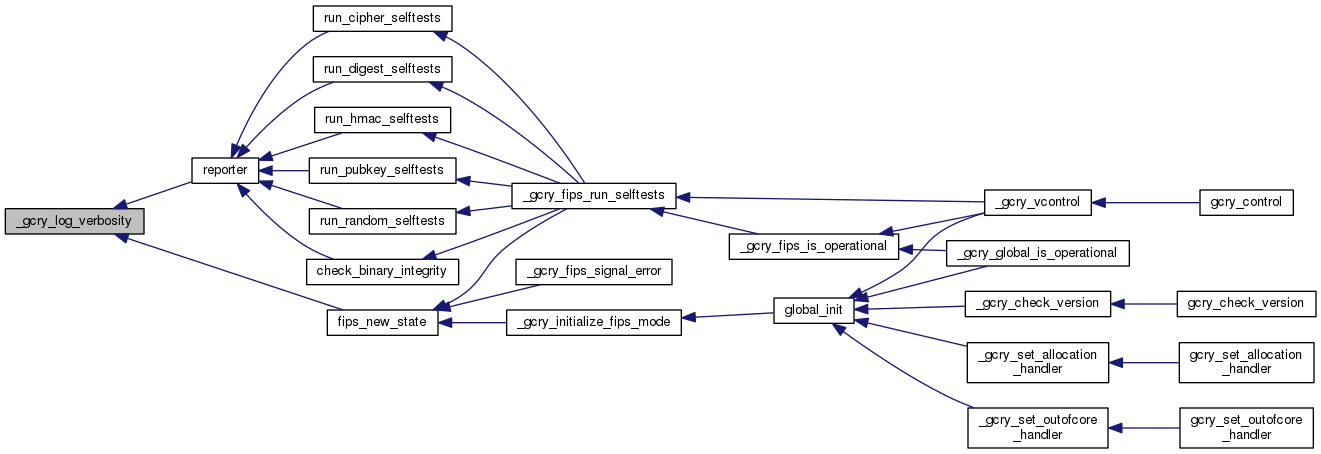 run_cipher_selftests
run_digest_selftests
run_hmac_selftests
reporter
run_pubkey_selftests
_gcry_fips_run_selftests
_gcry_vcontrol
gcry_control
_gcry_log_verbosity
run_random_selftests
_gcry_fips_is_operational
_gcry_global_is_operational
check_binary_integrity
_gcry_fips_signal_error
global_init
_gcry_check_version
gcry_check_version
fips_new_state
_gcry_initialize_fips_mode
_gcry_set_allocation
_handler
gcry_set_allocation
_handler
_gcry_set_outofcore
_handler
gcry_set_outofcore
_handler